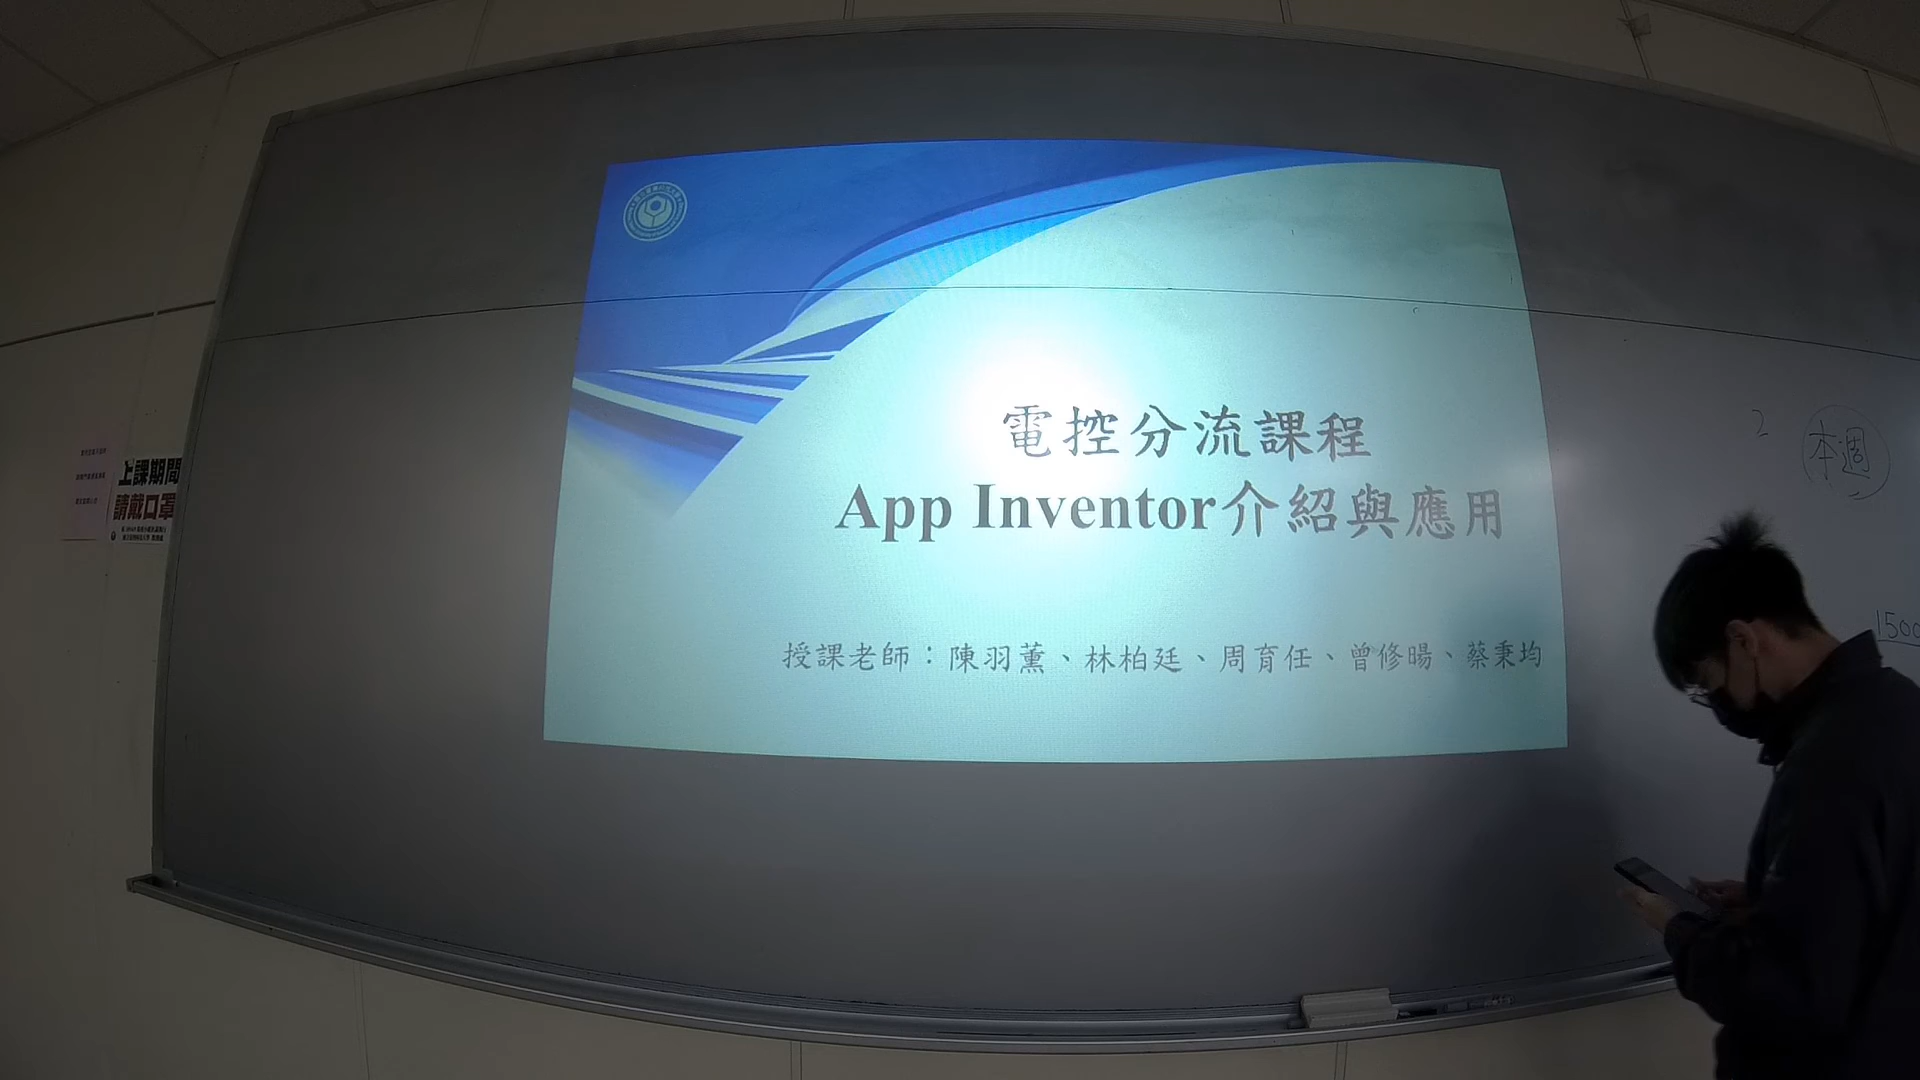 電控分流課程
App Inventor介紹與應用
授課老師：陳羽薰、林柏廷、周育任、曾修暘、蔡秉均
2
本週
1500
上課期間
請戴口罩